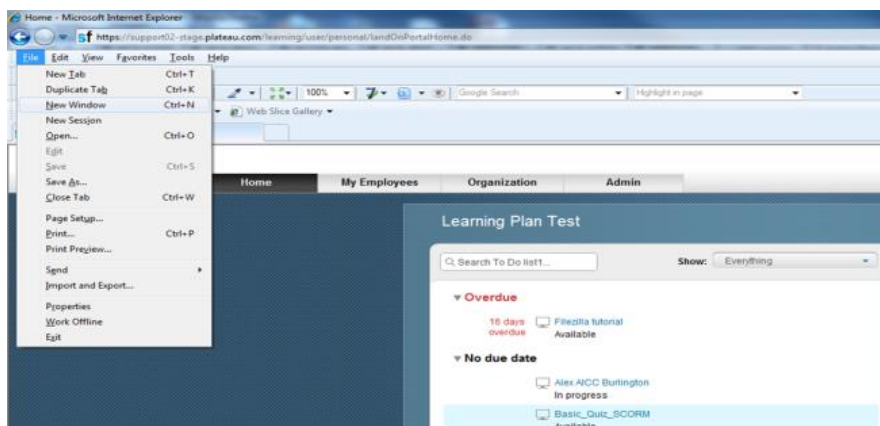 Home - Microsoft Internet Explorer
https://support02-stage.plateau.com/learning/user/personal/landOnPortalHome.do
File Edit View Favorites Tools Help
New Tab Ctrl+T
Duplicate Tab Ctrl+K
New Window Ctrl+N
New Session
Open... Ctrl+O
Edit
Save Ctrl+S
Save As...
Close Tab Ctrl+W
Page Setup...
Print... Ctrl+P
Print Preview...
Send
Import and Export...
Properties
Work Offline
Exit
100% Google Search Highlight in page
Web Slice Gallery
Home My Employees Organization Admin
Learning Plan Test
Search To Do list1... Show: Everything
Overdue
16 days Filezilla tutorial
overdue Available
No due date
Alex AICC Burlington
In progress
Basic_Quiz_SCORM